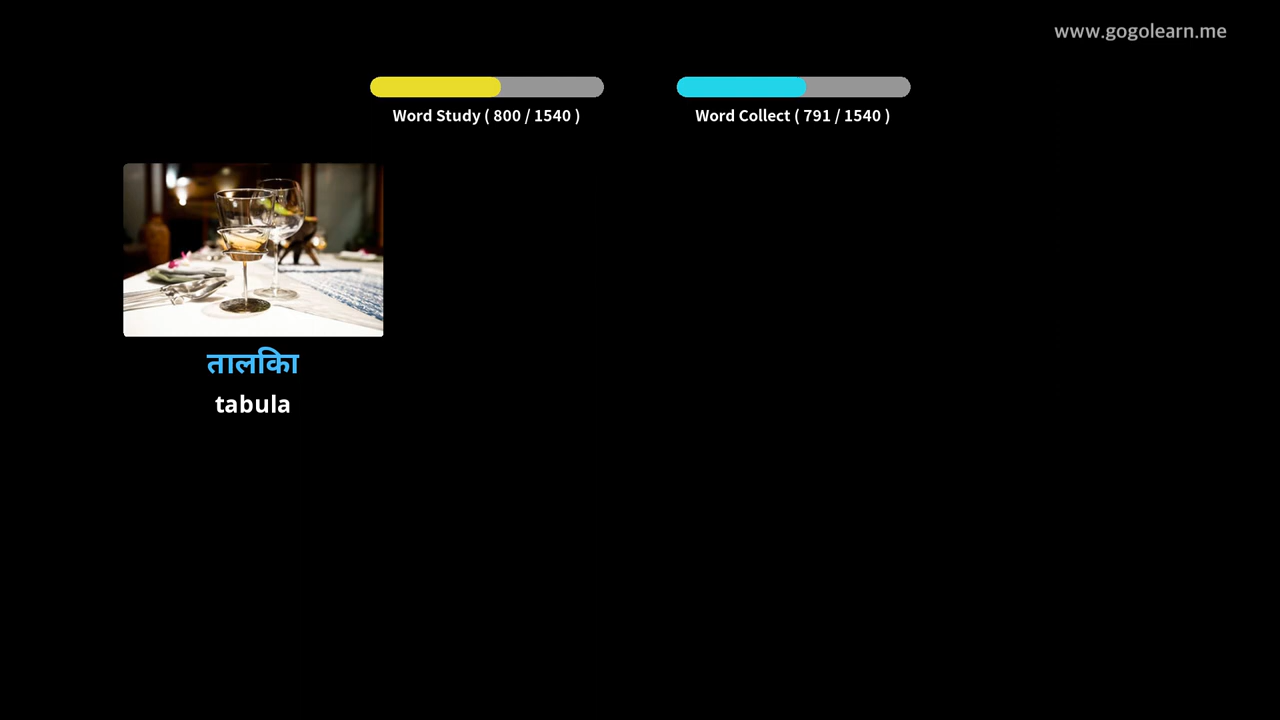 www.gogolearn.me
Word Study ( 800 / 1540 )
Word Collect ( 791 / 1540 )
तालिका
tabula